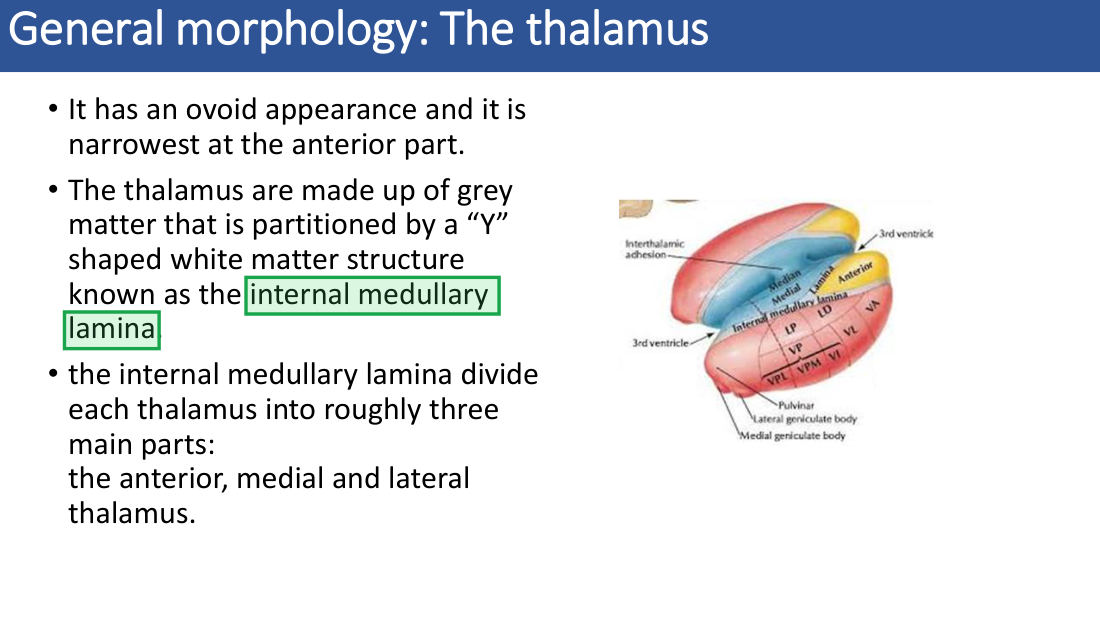 General morphology: The thalamus
• It has an ovoid appearance and it is
narrowest at the anterior part.
• The thalamus are made up of grey
matter that is partitioned by a “Y”
shaped white matter structure
known as the internal medullary
lamina.
• the internal medullary lamina divide
each thalamus into roughly three
main parts:
the anterior, medial and lateral
thalamus.
3rd ventricle
Interthalamic
adhesion
Median
Medial
Lamina
Anterior
Internal medullary lamina
LP
LD
VA
VL
VP
VI
VPM
VPL
3rd ventricle
Pulvinar
Lateral geniculate body
Medial geniculate body